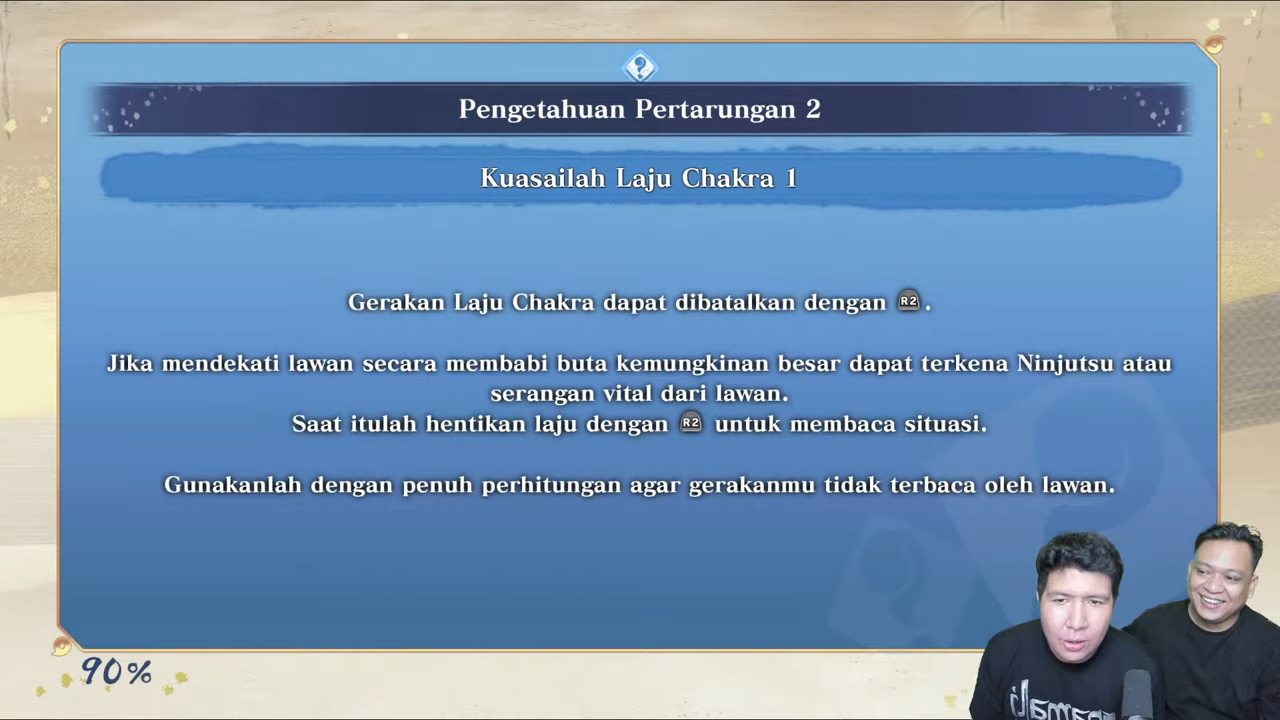 Pengetahuan Pertarungan 2
Kuasailah Laju Chakra 1
Gerakan Laju Chakra dapat dibatalkan dengan R2.
Jika mendekati lawan secara membabi buta kemungkinan besar dapat terkena Ninjutsu atau
serangan vital dari lawan.
Saat itulah hentikan laju dengan R2 untuk membaca situasi.
Gunakanlah dengan penuh perhitungan agar gerakanmu tidak terbaca oleh lawan.
90%